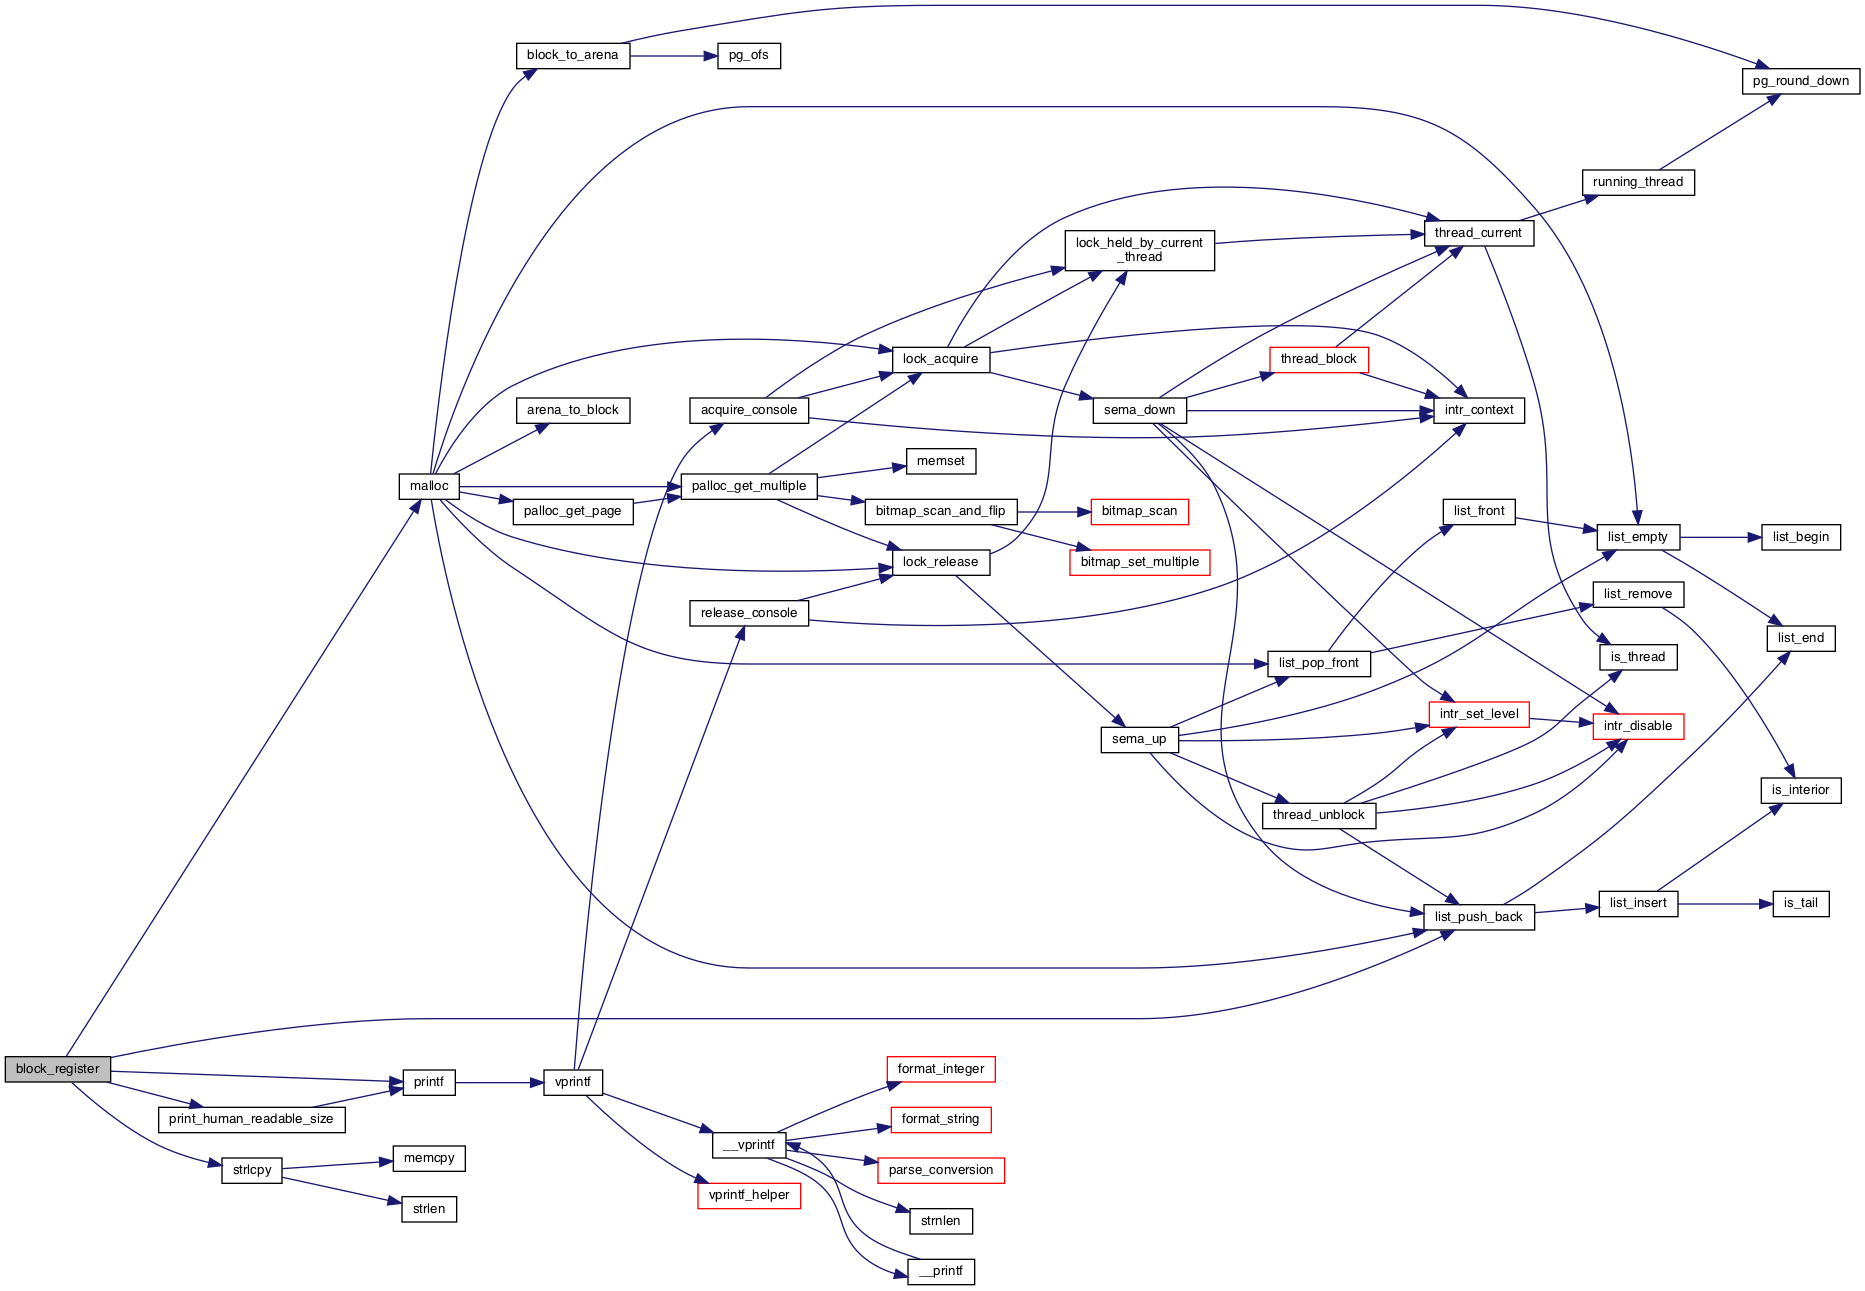 block_to_arena
pg_ofs
pg_round_down
running_thread
thread_current
lock_held_by_current
_thread
lock_acquire
thread_block
arena_to_block
acquire_console
sema_down
intr_context
memset
malloc
palloc_get_multiple
palloc_get_page
bitmap_scan_and_flip
bitmap_scan
list_front
list_empty
list_begin
lock_release
bitmap_set_multiple
list_remove
release_console
list_end
list_pop_front
is_thread
intr_set_level
intr_disable
sema_up
is_interior
thread_unblock
list_push_back
list_insert
is_tail
block_register
printf
vprintf
format_integer
print_human_readable_size
format_string
__vprintf
memcpy
strlcpy
parse_conversion
vprintf_helper
strlen
strnlen
__printf